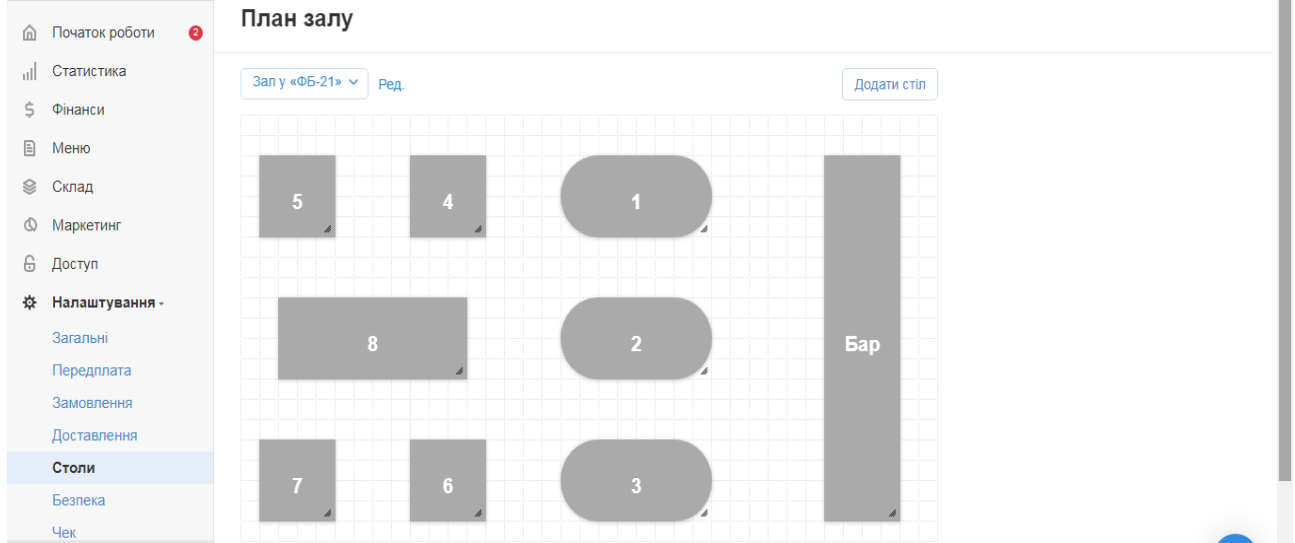 План залу
Початок роботи 2
Статистика
Фінанси
Меню
Склад
Маркетинг
Доступ
Налаштування
Загальні
Передплата
Замовлення
Доставлення
Столи
Безпека
Чек
Зал у «ФБ-21» Ред. Додати стіл
5 4 1
8 2 Бар
7 6 3